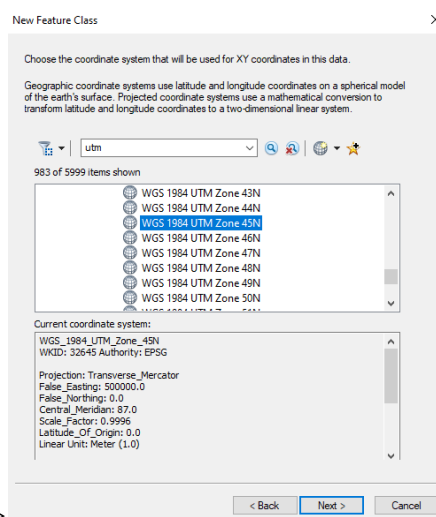 New Feature Class
Choose the coordinate system that will be used for XY coordinates in this data.
Geographic coordinate systems use latitude and longitude coordinates on a spherical model
of the earth's surface. Projected coordinate systems use a mathematical conversion to
transform latitude and longitude coordinates to a two-dimensional linear system.
utm
983 of 5999 items shown
WGS 1984 UTM Zone 43N
WGS 1984 UTM Zone 44N
WGS 1984 UTM Zone 45N
WGS 1984 UTM Zone 46N
WGS 1984 UTM Zone 47N
WGS 1984 UTM Zone 48N
WGS 1984 UTM Zone 49N
WGS 1984 UTM Zone 50N
Current coordinate system:
WGS_1984_UTM_Zone_45N
WKID: 32645 Authority: EPSG
Projection: Transverse_Mercator
False_Easting: 500000.0
False_Northing: 0.0
Central_Meridian: 87.0
Scale_Factor: 0.9996
Latitude_Of_Origin: 0.0
Linear Unit: Meter (1.0)
< Back Next > Cancel